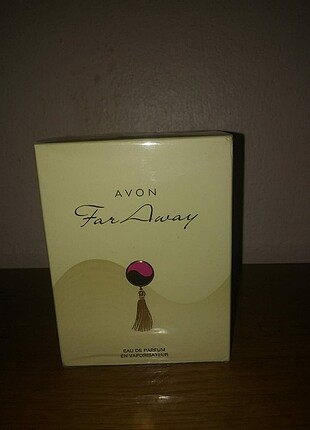 AVON
Far Away
EAU DE PARFUM
EN VAPORISATEUR